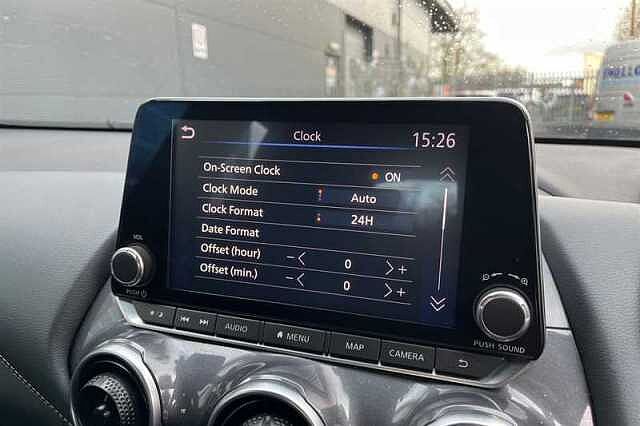 Clock 15:26
On-Screen Clock ON
Clock Mode Auto
Clock Format 24H
Date Format
Offset (hour) − 0 +
Offset (min.) − 0 +
VOL
PUSH
AUDIO MENU MAP CAMERA
PUSH SOUND